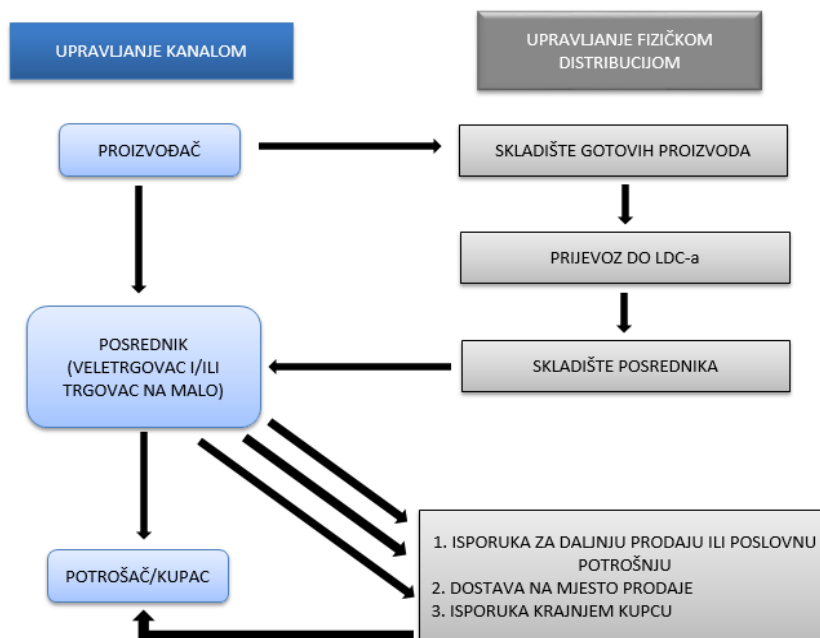 UPRAVLJANJE KANALOM
UPRAVLJANJE FIZIČKOM
DISTRIBUCIJOM
PROIZVOĐAČ
SKLADIŠTE GOTOVIH PROIZVODA
PRIJEVOZ DO LDC-a
POSREDNIK
(VELETRGOVAC I/ILI
TRGOVAC NA MALO)
SKLADIŠTE POSREDNIKA
1. ISPORUKA ZA DALJNJU PRODAJU ILI POSLOVNU
POTROŠNJU
2. DOSTAVA NA MJESTO PRODAJE
3. ISPORUKA KRAJNJEM KUPCU
POTROŠAČ/KUPAC